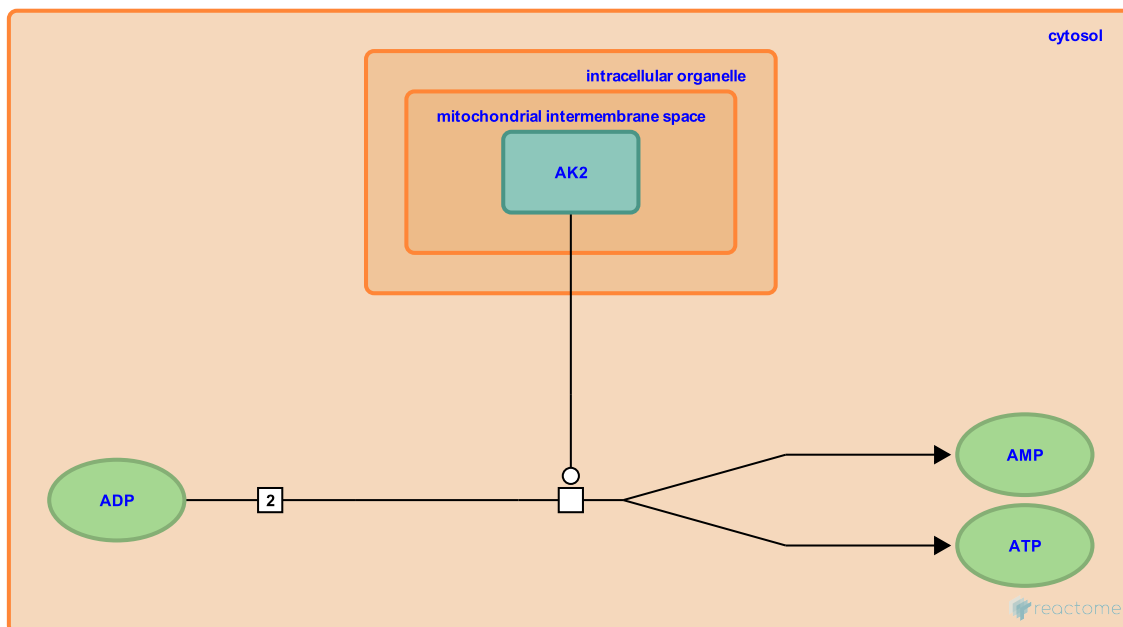 cytosol
intracellular organelle
mitochondrial intermembrane space
AK2
AMP
ADP
2
ATP
reactome